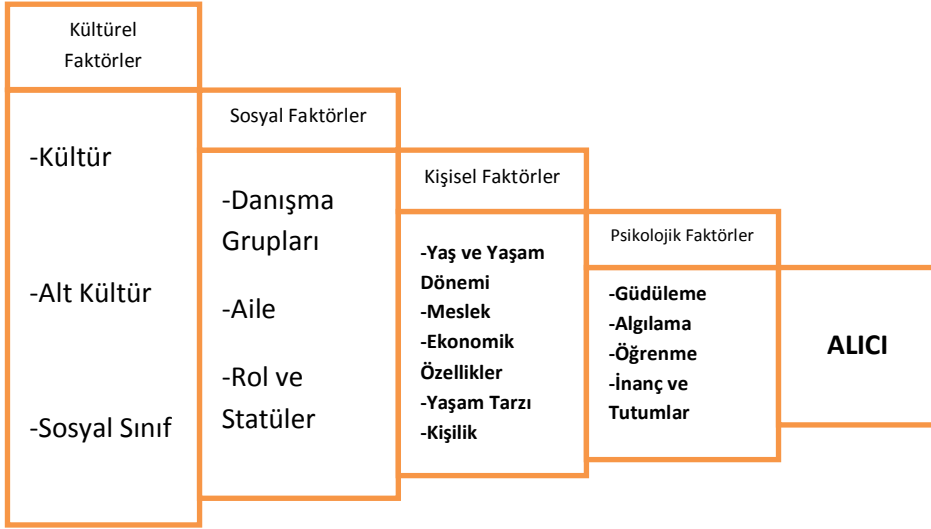 Kültürel
Faktörler
-Kültür
-Alt Kültür
-Sosyal Sınıf
Sosyal Faktörler
-Danışma
Grupları
-Aile
-Rol ve
Statüler
Kişisel Faktörler
-Yaş ve Yaşam
Dönemi
-Meslek
-Ekonomik
Özellikler
-Yaşam Tarzı
-Kişilik
Psikolojik Faktörler
-Güdüleme
-Algılama
-Öğrenme
-İnanç ve
Tutumlar
ALICI